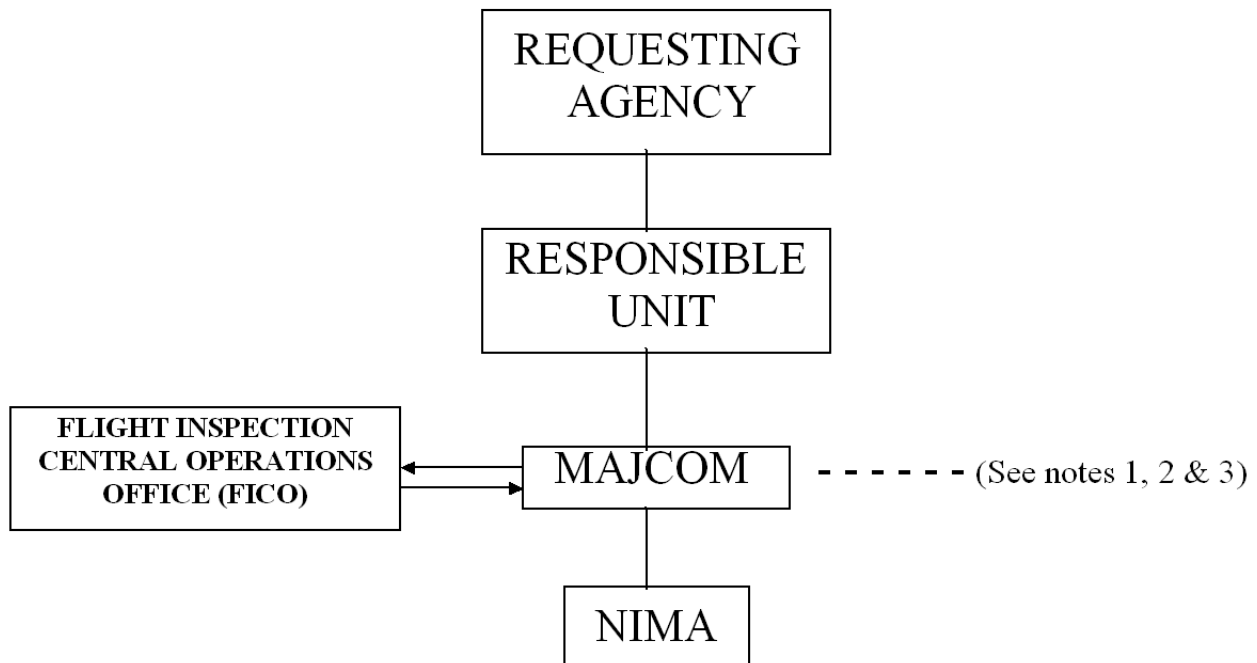 REQUESTING
AGENCY
RESPONSIBLE
UNIT
FLIGHT INSPECTION
CENTRAL OPERATIONS
OFFICE (FICO)
MAJCOM
(See notes 1, 2 & 3)
NIMA